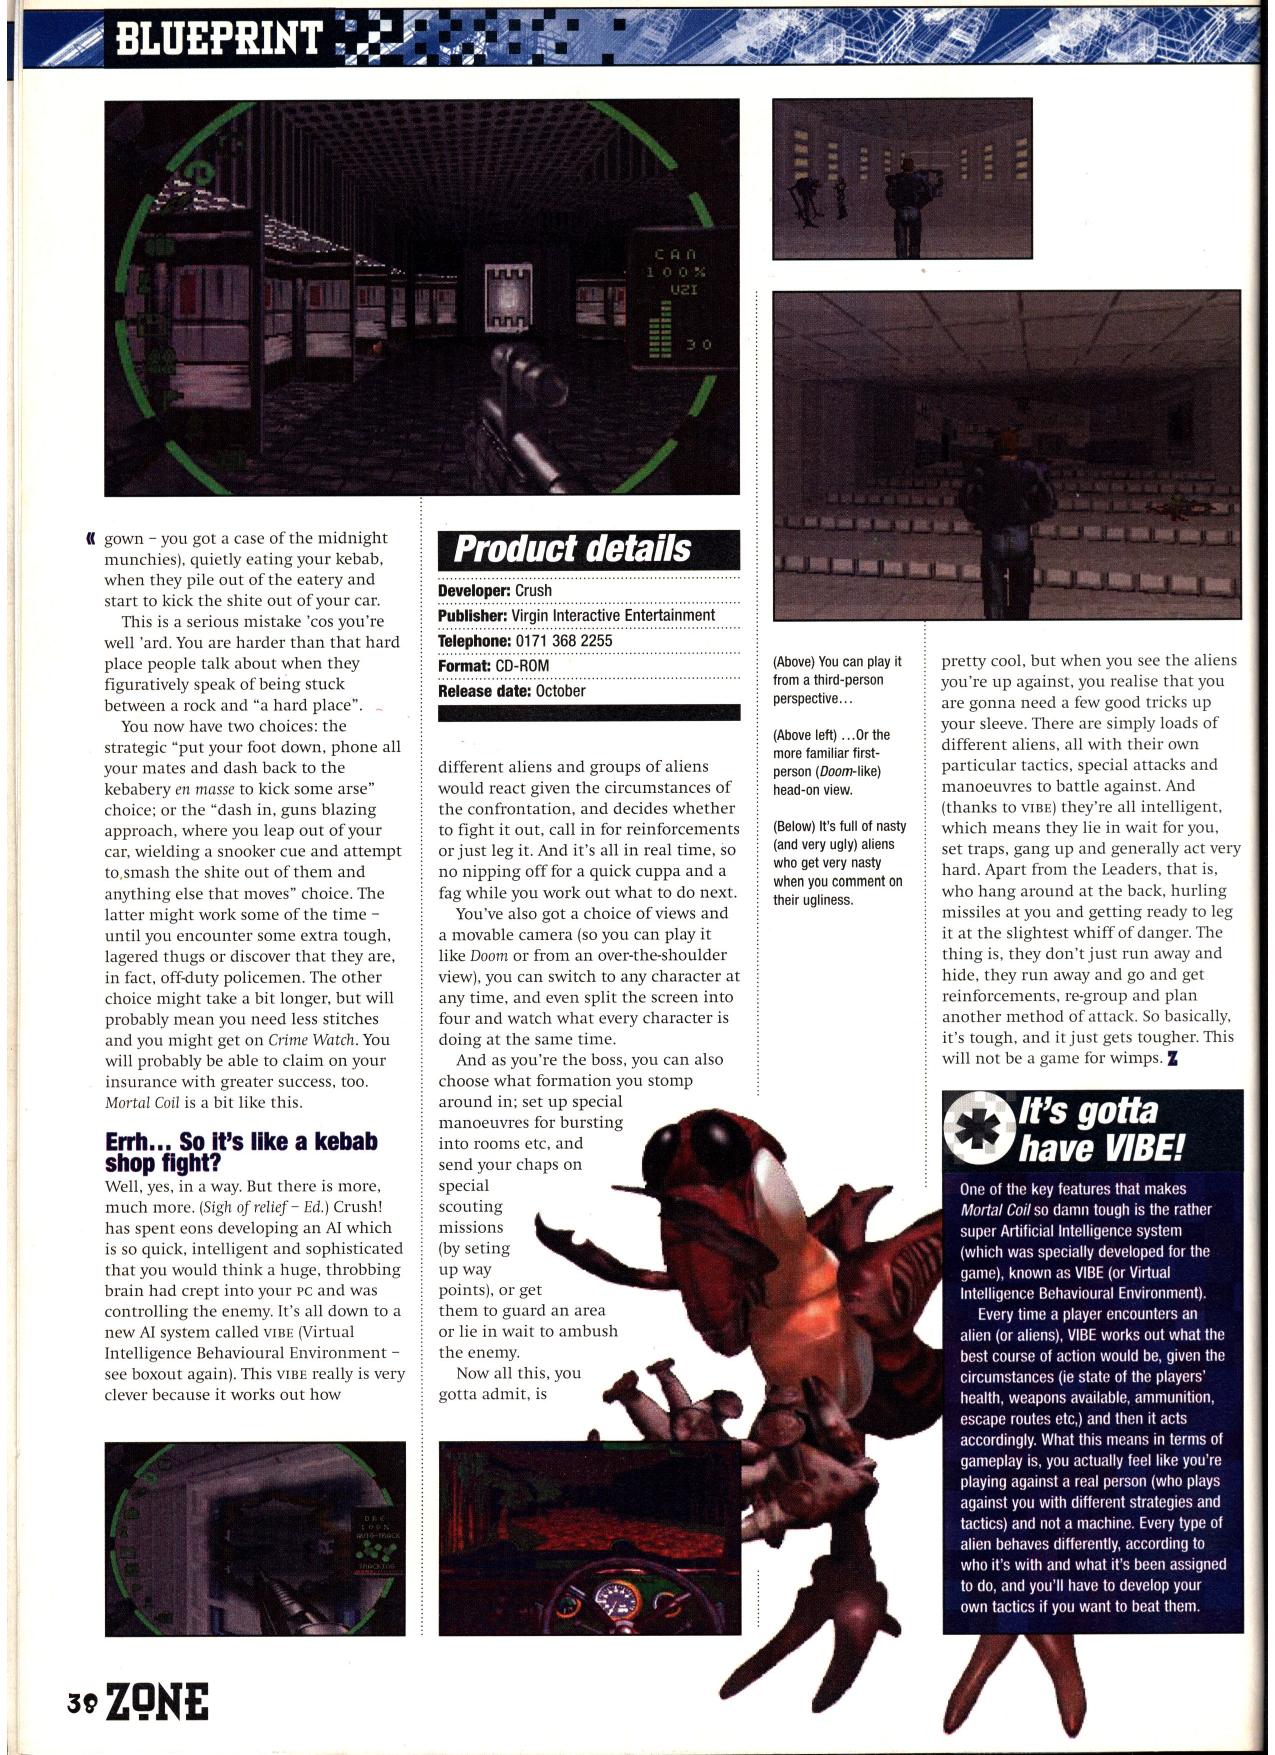 BLUEPRINT
CAN
100%
UZI
30
« gown – you got a case of the midnight
munchies), quietly eating your kebab,
when they pile out of the eatery and
start to kick the shite out of your car.
This is a serious mistake 'cos you're
well 'ard. You are harder than that hard
place people talk about when they
figuratively speak of being stuck
between a rock and “a hard place”.
You now have two choices: the
strategic “put your foot down, phone all
your mates and dash back to the
kebabery en masse to kick some arse”
choice; or the “dash in, guns blazing
approach, where you leap out of your
car, wielding a snooker cue and attempt
to smash the shite out of them and
anything else that moves” choice. The
latter might work some of the time –
until you encounter some extra tough,
lagered thugs or discover that they are,
in fact, off-duty policemen. The other
choice might take a bit longer, but will
probably mean you need less stitches
and you might get on Crime Watch. You
will probably be able to claim on your
insurance with greater success, too.
Mortal Coil is a bit like this.
Errh... So it's like a kebab
shop fight?
Well, yes, in a way. But there is more,
much more. (Sigh of relief – Ed.) Crush!
has spent eons developing an AI which
is so quick, intelligent and sophisticated
that you would think a huge, throbbing
brain had crept into your PC and was
controlling the enemy. It's all down to a
new AI system called VIBE (Virtual
Intelligence Behavioural Environment –
see boxout again). This VIBE really is very
clever because it works out how
Product details
Developer: Crush
Publisher: Virgin Interactive Entertainment
Telephone: 0171 368 2255
Format: CD-ROM
Release date: October
different aliens and groups of aliens
would react given the circumstances of
the confrontation, and decides whether
to fight it out, call in for reinforcements
or just leg it. And it's all in real time, so
no nipping off for a quick cuppa and a
fag while you work out what to do next.
You've also got a choice of views and
a movable camera (so you can play it
like Doom or from an over-the-shoulder
view), you can switch to any character at
any time, and even split the screen into
four and watch what every character is
doing at the same time.
And as you're the boss, you can also
choose what formation you stomp
around in; set up special
manoeuvres for bursting
into rooms etc, and
send your chaps on
special
scouting
missions
(by seting
up way
points), or get
them to guard an area
or lie in wait to ambush
the enemy.
Now all this, you
gotta admit, is
(Above) You can play it
from a third-person
perspective...
(Above left) ...Or the
more familiar first-
person (Doom-like)
head-on view.
(Below) It's full of nasty
(and very ugly) aliens
who get very nasty
when you comment on
their ugliness.
pretty cool, but when you see the aliens
you're up against, you realise that you
are gonna need a few good tricks up
your sleeve. There are simply loads of
different aliens, all with their own
particular tactics, special attacks and
manoeuvres to battle against. And
(thanks to VIBE) they're all intelligent,
which means they lie in wait for you,
set traps, gang up and generally act very
hard. Apart from the Leaders, that is,
who hang around at the back, hurling
missiles at you and getting ready to leg
it at the slightest whiff of danger. The
thing is, they don't just run away and
hide, they run away and go and get
reinforcements, re-group and plan
another method of attack. So basically,
it's tough, and it just gets tougher. This
will not be a game for wimps. Z
It's gotta
have VIBE!
One of the key features that makes
Mortal Coil so damn tough is the rather
super Artificial Intelligence system
(which was specially developed for the
game), known as VIBE (or Virtual
Intelligence Behavioural Environment).
Every time a player encounters an
alien (or aliens), VIBE works out what the
best course of action would be, given the
circumstances (ie state of the players'
health, weapons available, ammunition,
escape routes etc,) and then it acts
accordingly. What this means in terms of
gameplay is, you actually feel like you're
playing against a real person (who plays
against you with different strategies and
tactics) and not a machine. Every type of
alien behaves differently, according to
who it's with and what it's been assigned
to do, and you'll have to develop your
own tactics if you want to beat them.
DRE
100%
AUTO-TRACK
TRACKING
38 ZONE